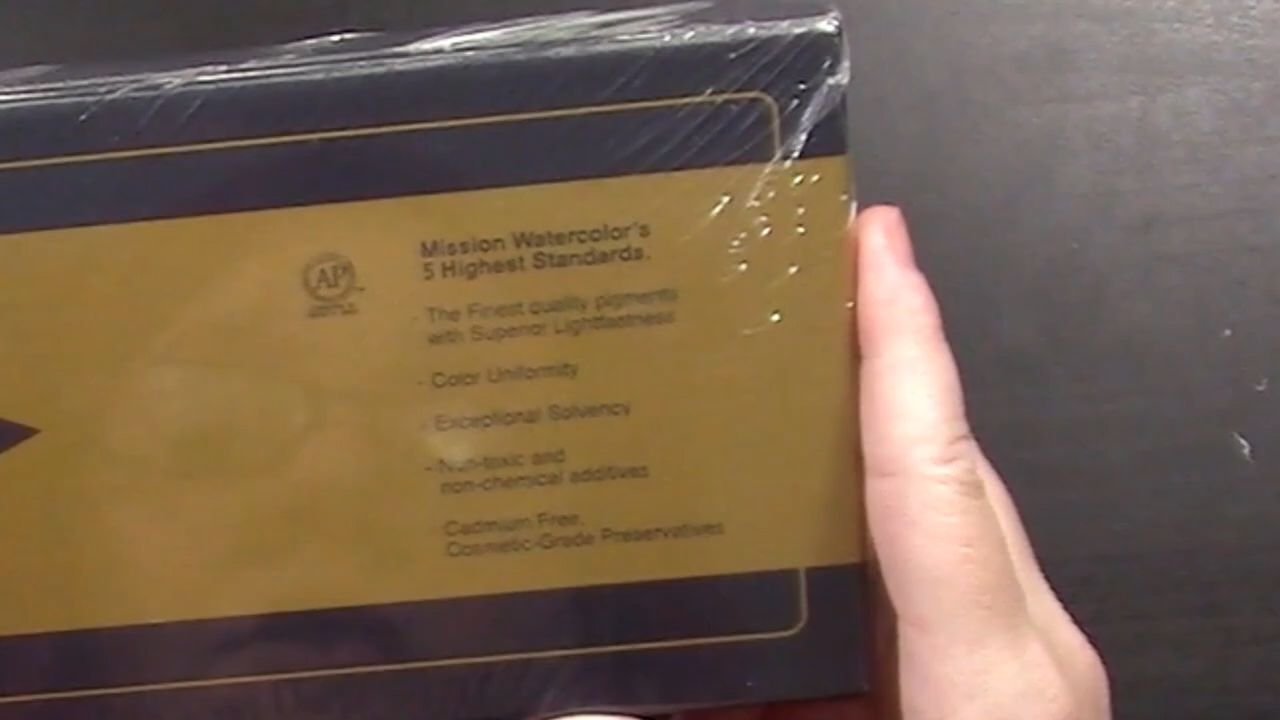 AP
Mission Watercolor's
5 Highest Standards.
- The Finest quality pigments
with Superior Lightfastness
- Color Uniformity
- Exceptional Solvency
- Non-toxic and
non-chemical additives
Cadmium Free,
Cosmetic-Grade Preservatives